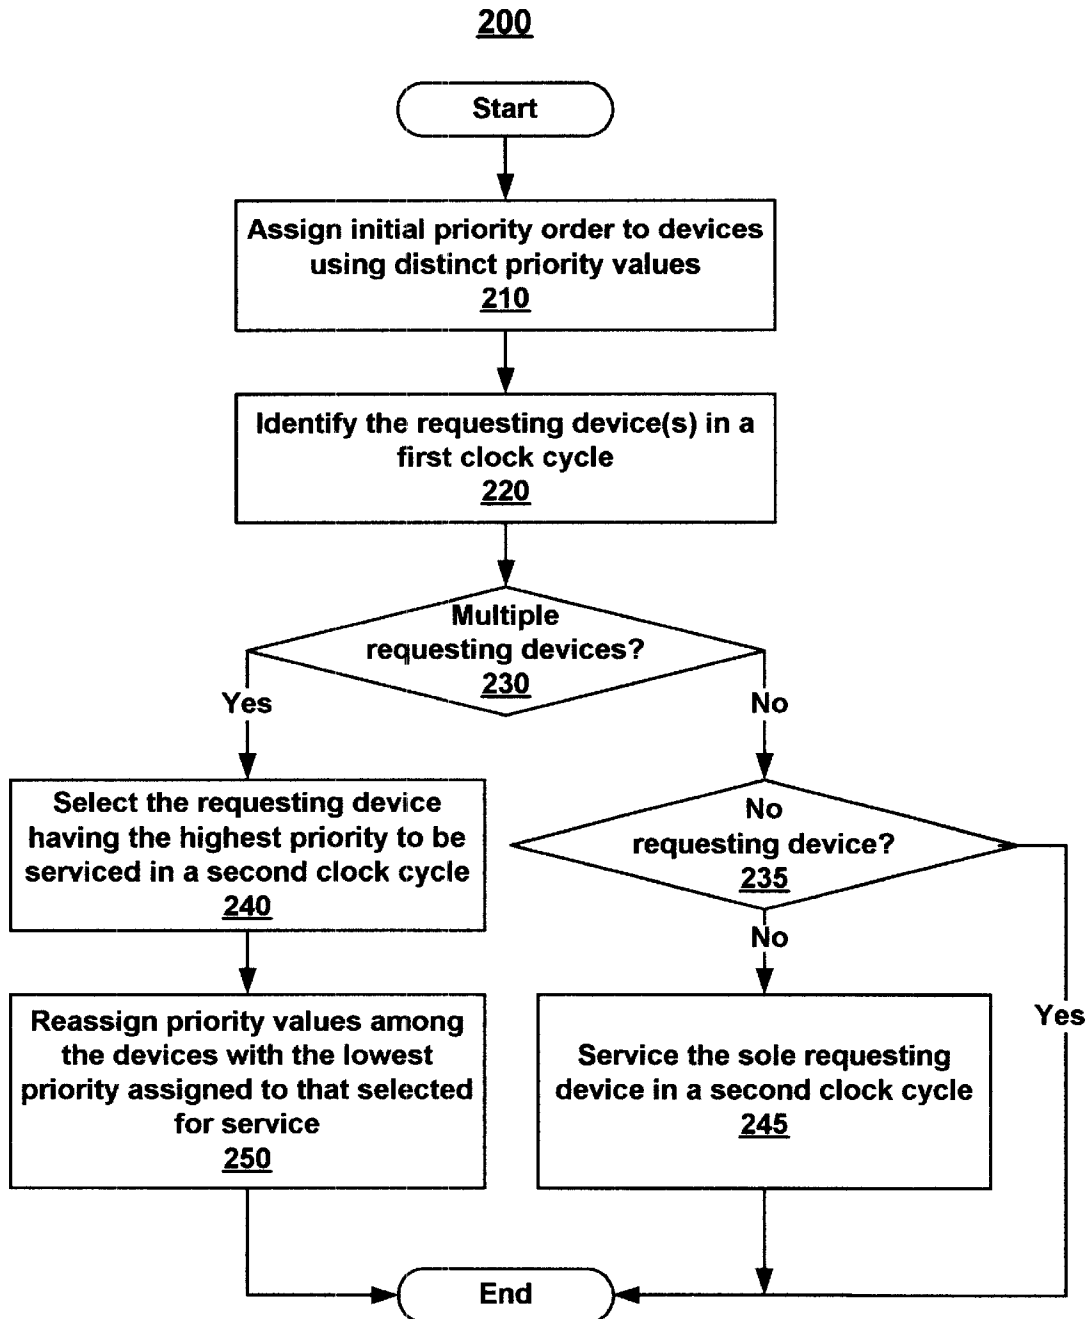 200
Start
Assign initial priority order to devices
using distinct priority values
210
Identify the requesting device(s) in a
first clock cycle
220
Multiple
requesting devices?
230
Yes
No
Select the requesting device
having the highest priority to be
serviced in a second clock cycle
240
No
requesting device?
235
No
Yes
Reassign priority values among
the devices with the lowest
priority assigned to that selected
for service
250
Service the sole requesting
device in a second clock cycle
245
End